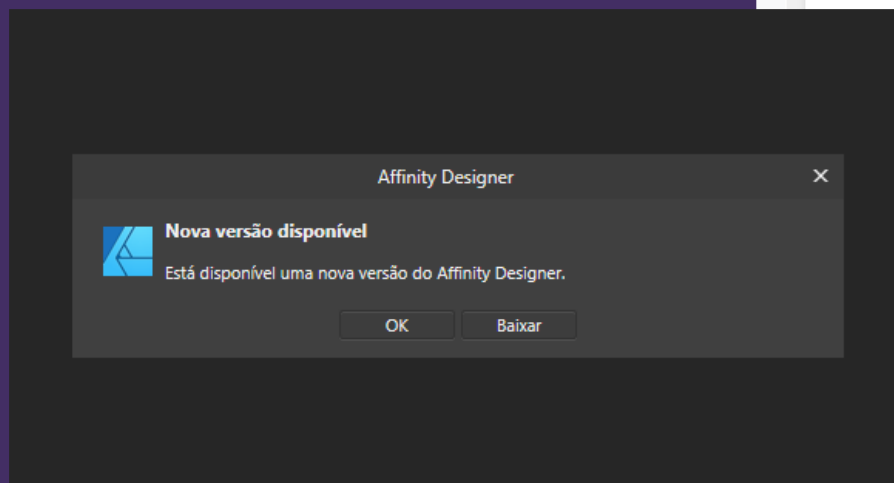 Affinity Designer
Nova versão disponível
Está disponível uma nova versão do Affinity Designer.
OK
Baixar